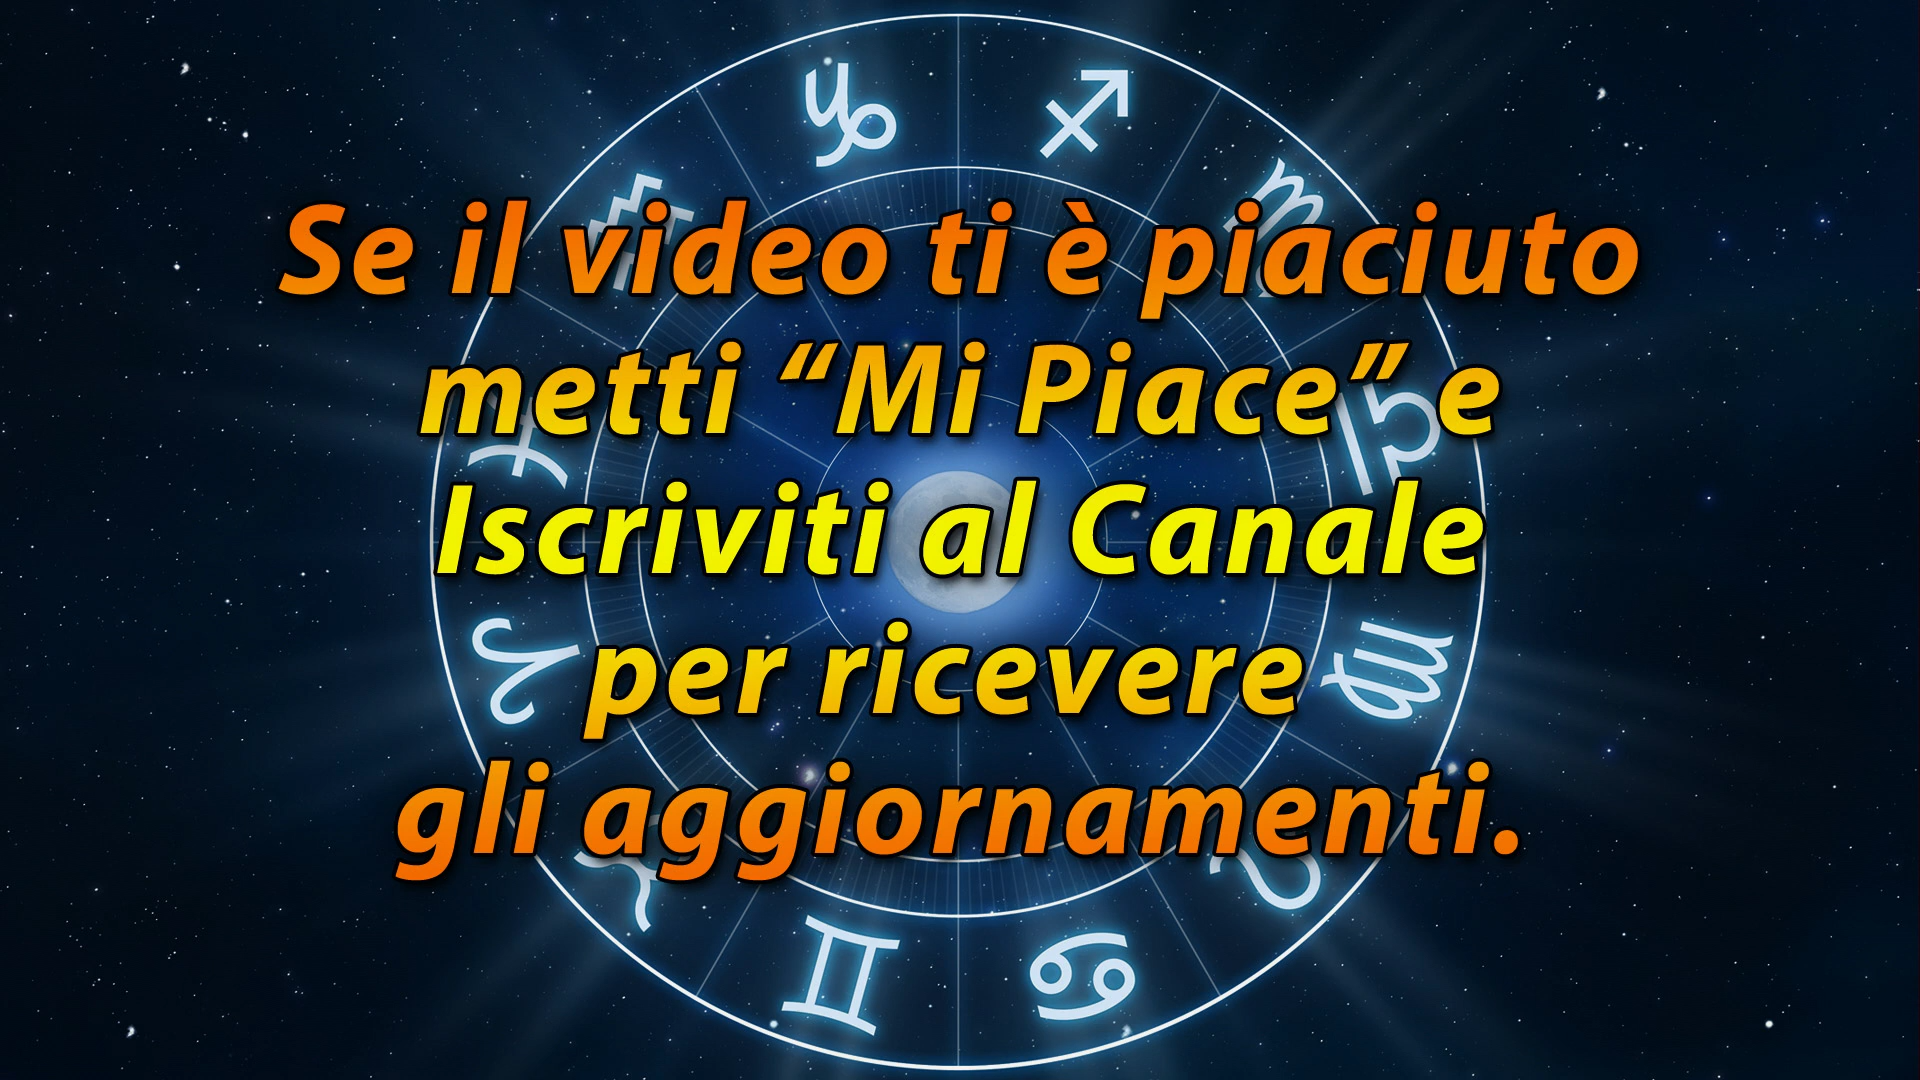 Se il video ti è piaciuto
metti “Mi Piace” e
Iscriviti al Canale
per ricevere
gli aggiornamenti.